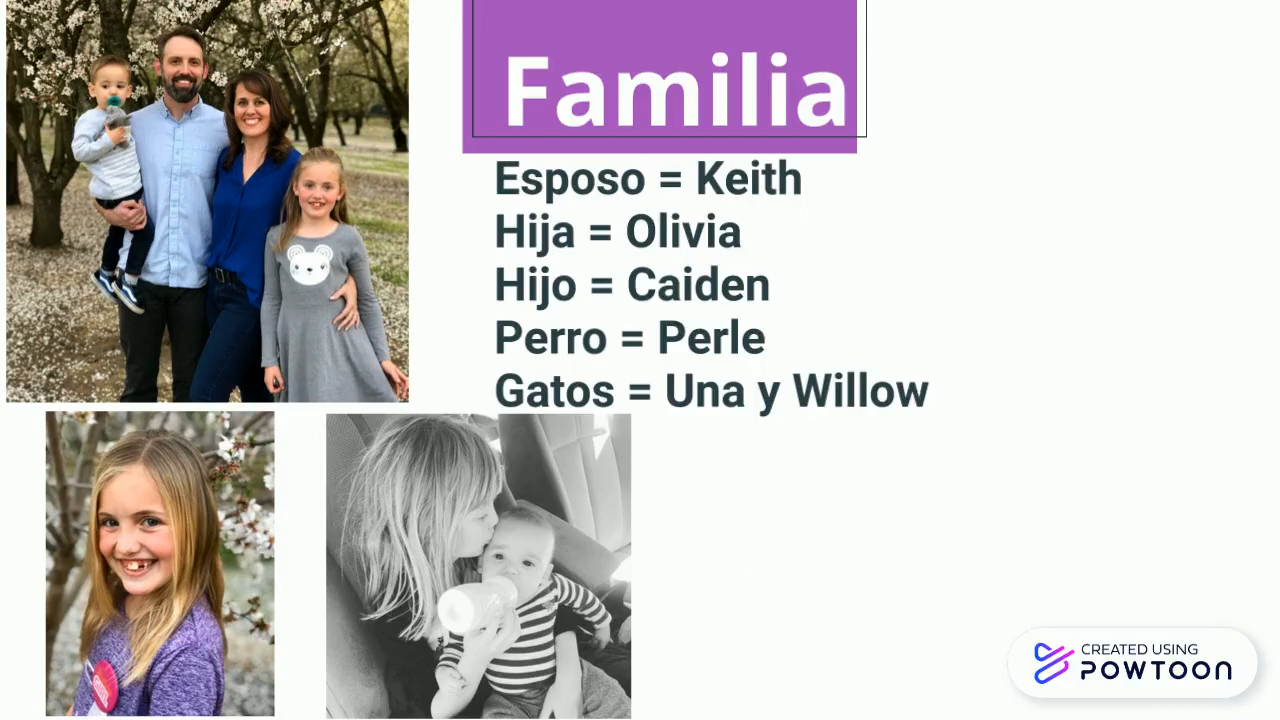 Familia
Esposo = Keith
Hija = Olivia
Hijo = Caiden
Perro = Perle
Gatos = Una y Willow
CREATED USING
POWTOON